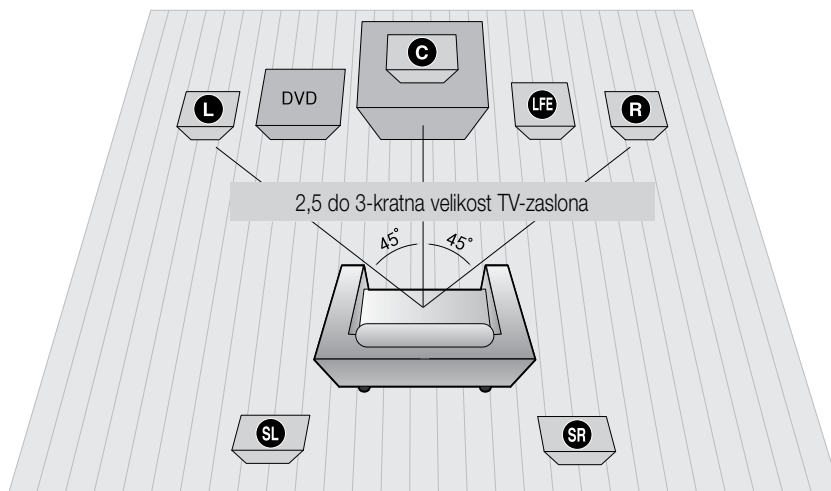 C
L
DVD
LFE
R
2,5 do 3-kratna velikost TV-zaslona
45˚
45˚
SL
SR